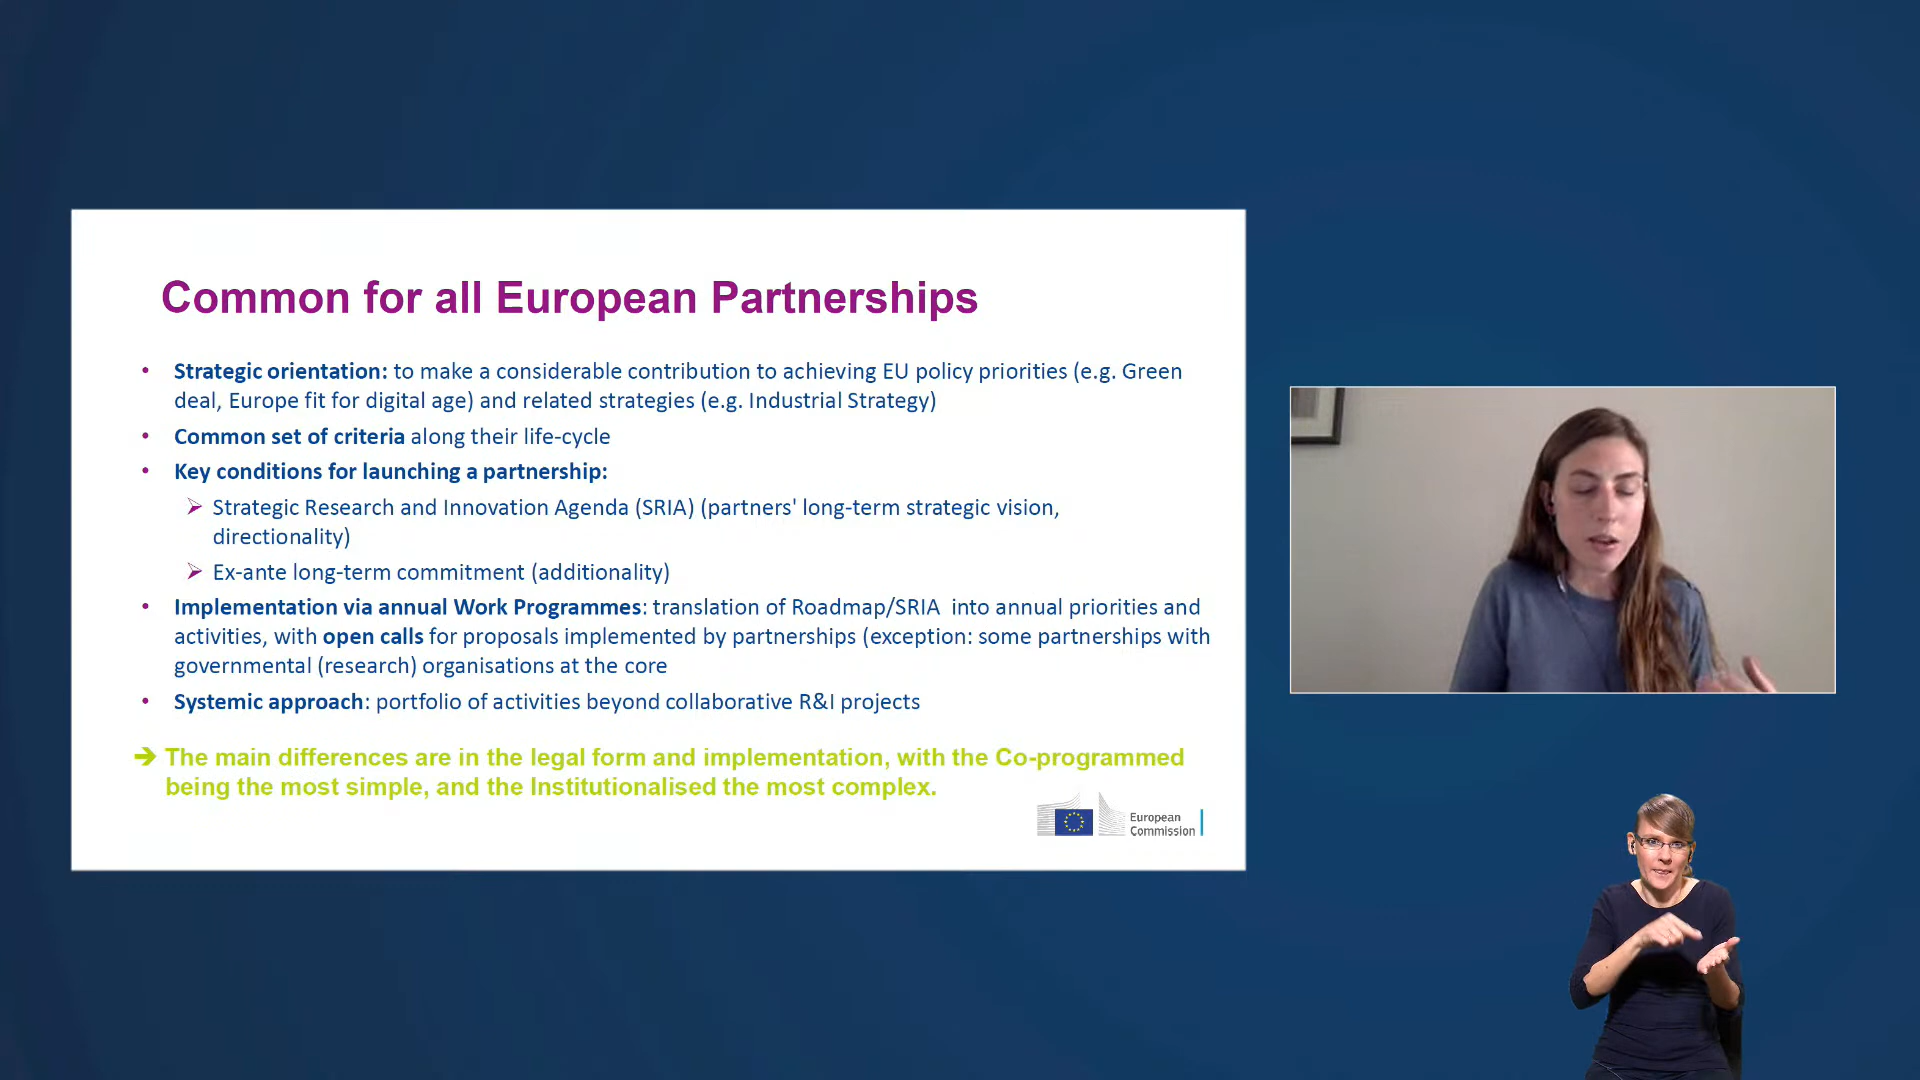 Common for all European Partnerships
• Strategic orientation: to make a considerable contribution to achieving EU policy priorities (e.g. Green
deal, Europe fit for digital age) and related strategies (e.g. Industrial Strategy)
• Common set of criteria along their life-cycle
• Key conditions for launching a partnership:
➢ Strategic Research and Innovation Agenda (SRIA) (partners' long-term strategic vision,
directionality)
➢ Ex-ante long-term commitment (additionality)
• Implementation via annual Work Programmes: translation of Roadmap/SRIA into annual priorities and
activities, with open calls for proposals implemented by partnerships (exception: some partnerships with
governmental (research) organisations at the core
• Systemic approach: portfolio of activities beyond collaborative R&I projects
➔ The main differences are in the legal form and implementation, with the Co-programmed
being the most simple, and the Institutionalised the most complex.
European
Commission